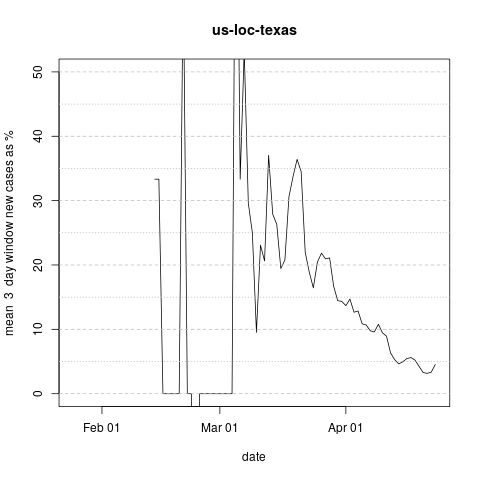 us-loc-texas
mean  3  day window new cases as %
50
40
30
20
10
0
Feb 01
Mar 01
Apr 01
date